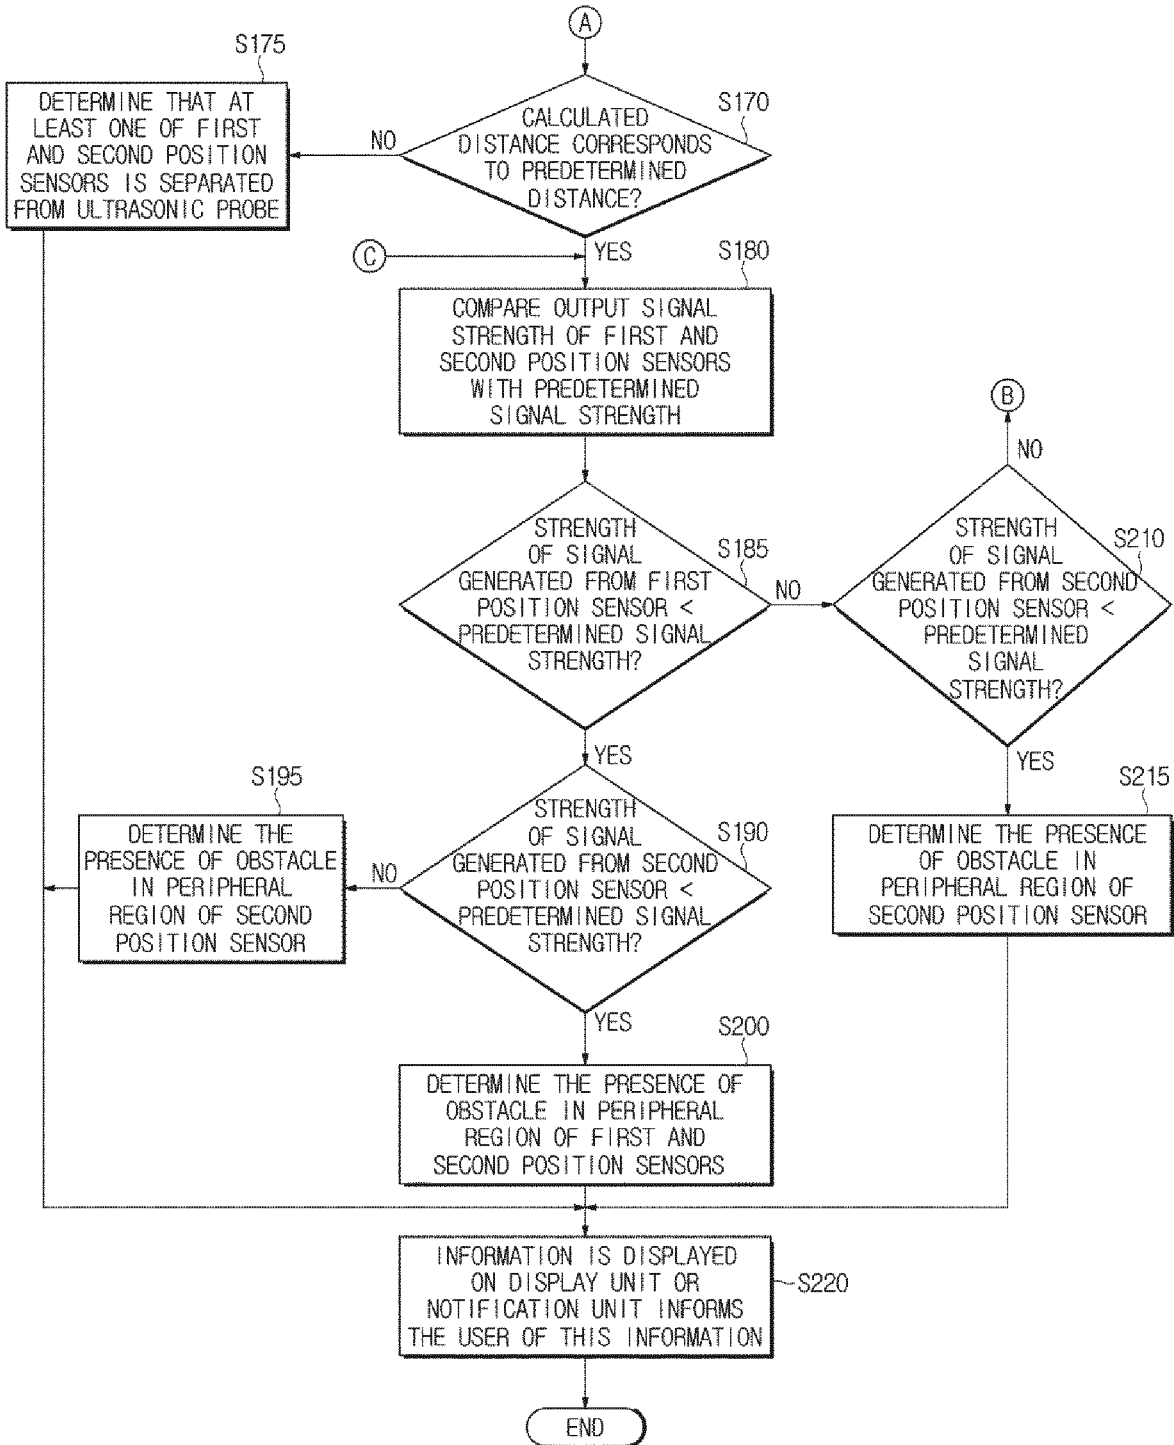 A
S175
DETERMINE THAT AT
LEAST ONE OF FIRST
AND SECOND POSITION
SENSORS IS SEPARATED
FROM ULTRASONIC PROBE
NO
S170
CALCULATED
DISTANCE CORRESPONDS
TO PREDETERMINED
DISTANCE?
YES
C
S180
COMPARE OUTPUT SIGNAL
STRENGTH OF FIRST AND
SECOND POSITION SENSORS
WITH PREDETERMINED
SIGNAL STRENGTH
B
NO
S185
STRENGTH
OF SIGNAL
GENERATED FROM FIRST
POSITION SENSOR <
PREDETERMINED SIGNAL
STRENGTH?
NO
S210
STRENGTH
OF SIGNAL
GENERATED FROM SECOND
POSITION SENSOR <
PREDETERMINED
SIGNAL
STRENGTH?
YES
YES
S195
DETERMINE THE
PRESENCE OF OBSTACLE
IN PERIPHERAL
REGION OF SECOND
POSITION SENSOR
NO
S190
STRENGTH
OF SIGNAL
GENERATED FROM SECOND
POSITION SENSOR <
PREDETERMINED SIGNAL
STRENGTH?
S215
DETERMINE THE PRESENCE
OF OBSTACLE IN
PERIPHERAL REGION OF
SECOND POSITION SENSOR
YES
S200
DETERMINE THE PRESENCE OF
OBSTACLE IN PERIPHERAL
REGION OF FIRST AND
SECOND POSITION SENSORS
INFORMATION IS DISPLAYED
ON DISPLAY UNIT OR
NOTIFICATION UNIT INFORMS
THE USER OF THIS INFORMATION
S220
END